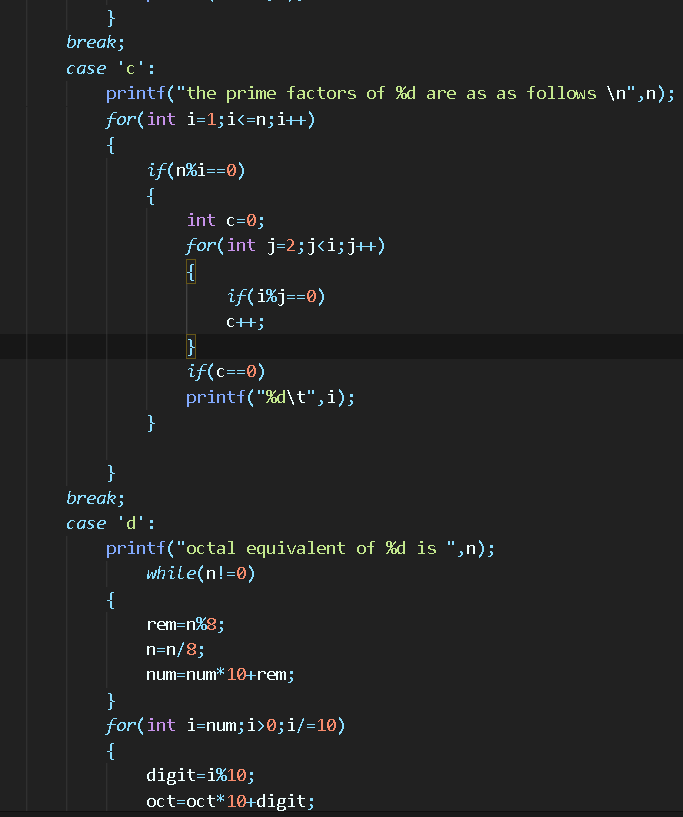 }
break;
case 'c':
printf("the prime factors of %d are as as follows \n",n);
for(int i=1;i<=n;i++)
{
if(n%i==0)
{
int c=0;
for(int j=2;j<i;j++)
{
if(i%j==0)
c++;
}
if(c==0)
printf("%d\t",i);
}
}
break;
case 'd':
printf("octal equivalent of %d is ",n);
while(n!=0)
{
rem=n%8;
n=n/8;
num=num*10+rem;
}
for(int i=num;i>0;i/=10)
{
digit=i%10;
oct=oct*10+digit;